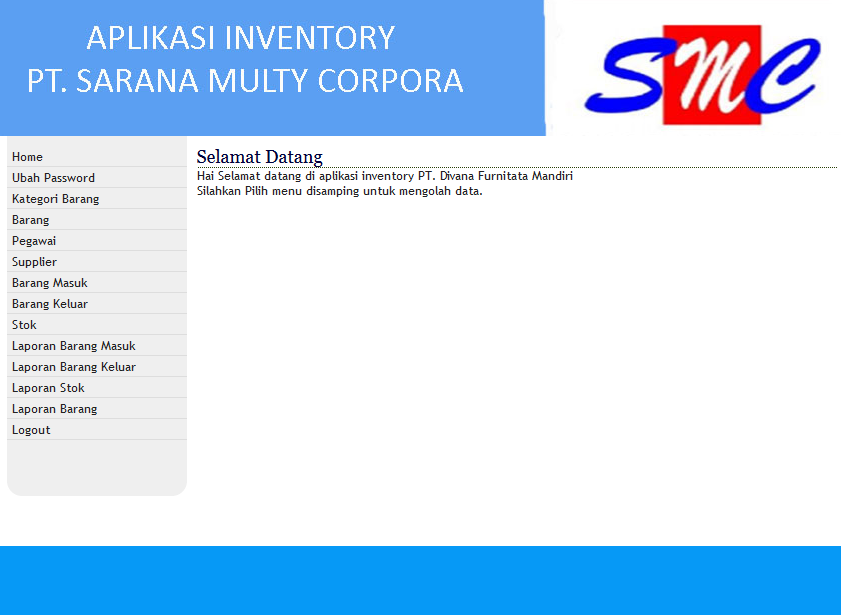 APLIKASI INVENTORY
PT. SARANA MULTY CORPORA
SMC
Home
Ubah Password
Kategori Barang
Barang
Pegawai
Supplier
Barang Masuk
Barang Keluar
Stok
Laporan Barang Masuk
Laporan Barang Keluar
Laporan Stok
Laporan Barang
Logout
Selamat Datang
Hai Selamat datang di aplikasi inventory PT. Divana Furnitata Mandiri
Silahkan Pilih menu disamping untuk mengolah data.